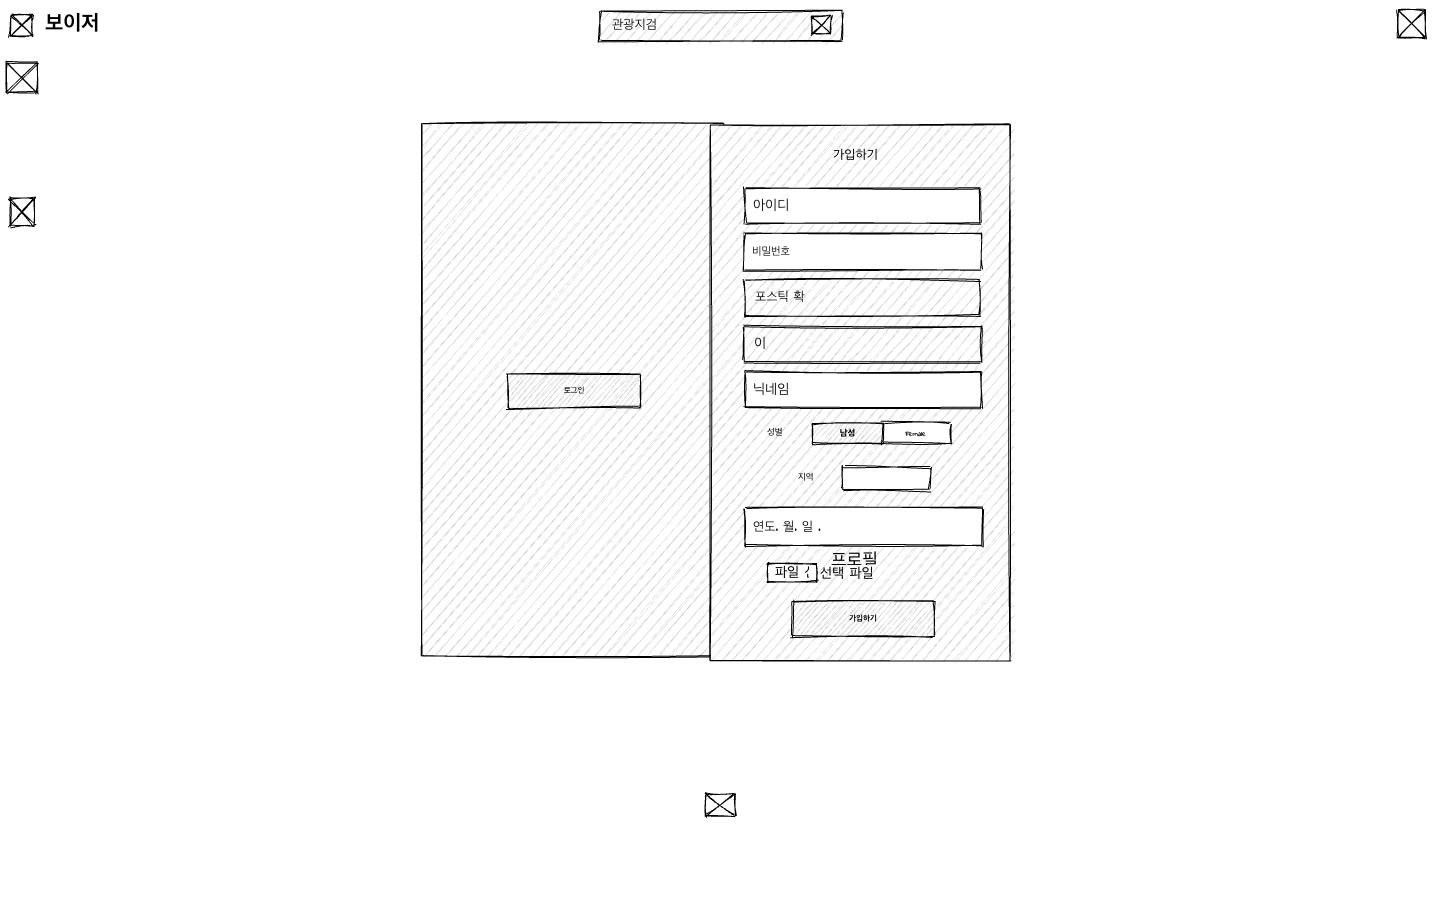 보이저
관광지검
가입하기
아이디
비밀번호
포스틱 확
이
닉네임
성별 남성 Female
지역
연도. 월. 일 .
프로필
파일 선택 파일
로그인
가입하기